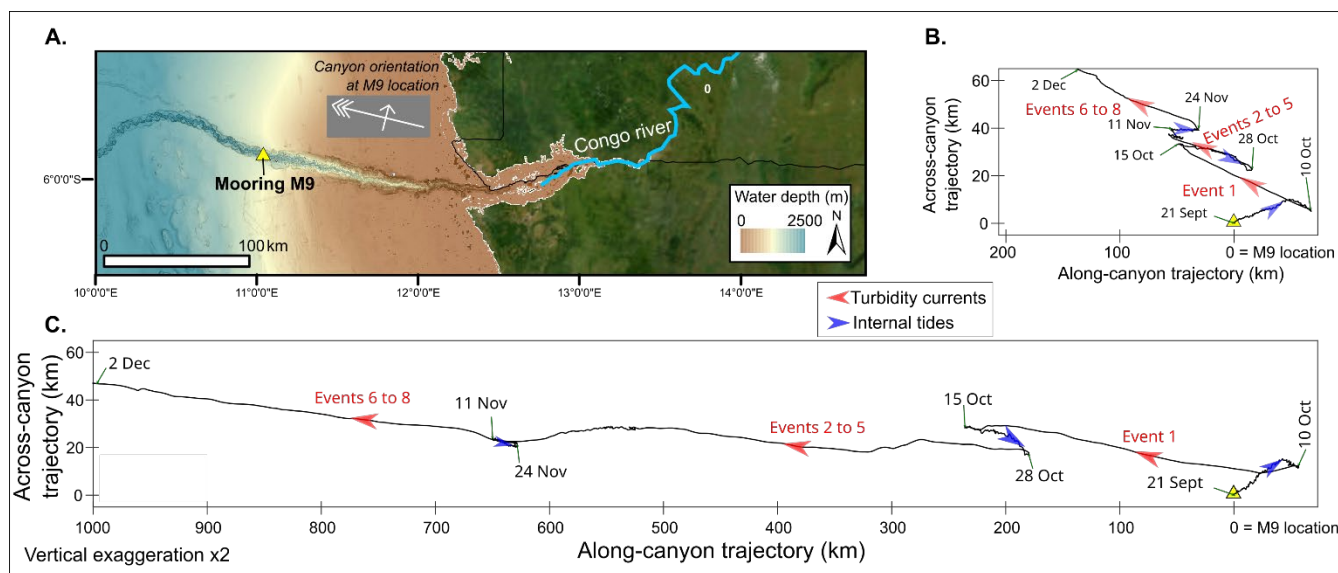 A.
Canyon orientation
at M9 location
0
Congo river
6°0'0"S
Mooring M9
Water depth (m)
0 2500
N
0 100 km
10°0'0"E 11°0'0"E 12°0'0"E 13°0'0"E 14°0'0"E
B.
Across-canyon
trajectory (km)
60
40
20
0
2 Dec
Events 6 to 8
24 Nov
11 Nov
Events 2 to 5
28 Oct
15 Oct
10 Oct
Event 1
21 Sept
200 100 0 = M9 location
Along-canyon trajectory (km)
Turbidity currents
Internal tides
C.
Across-canyon
trajectory (km)
60
40
20
0
2 Dec
Events 6 to 8
11 Nov
24 Nov
Events 2 to 5
15 Oct
28 Oct
Event 1
10 Oct
21 Sept
1000 900 800 700 600 500 400 300 200 100 0 = M9 location
Vertical exaggeration x2
Along-canyon trajectory (km)